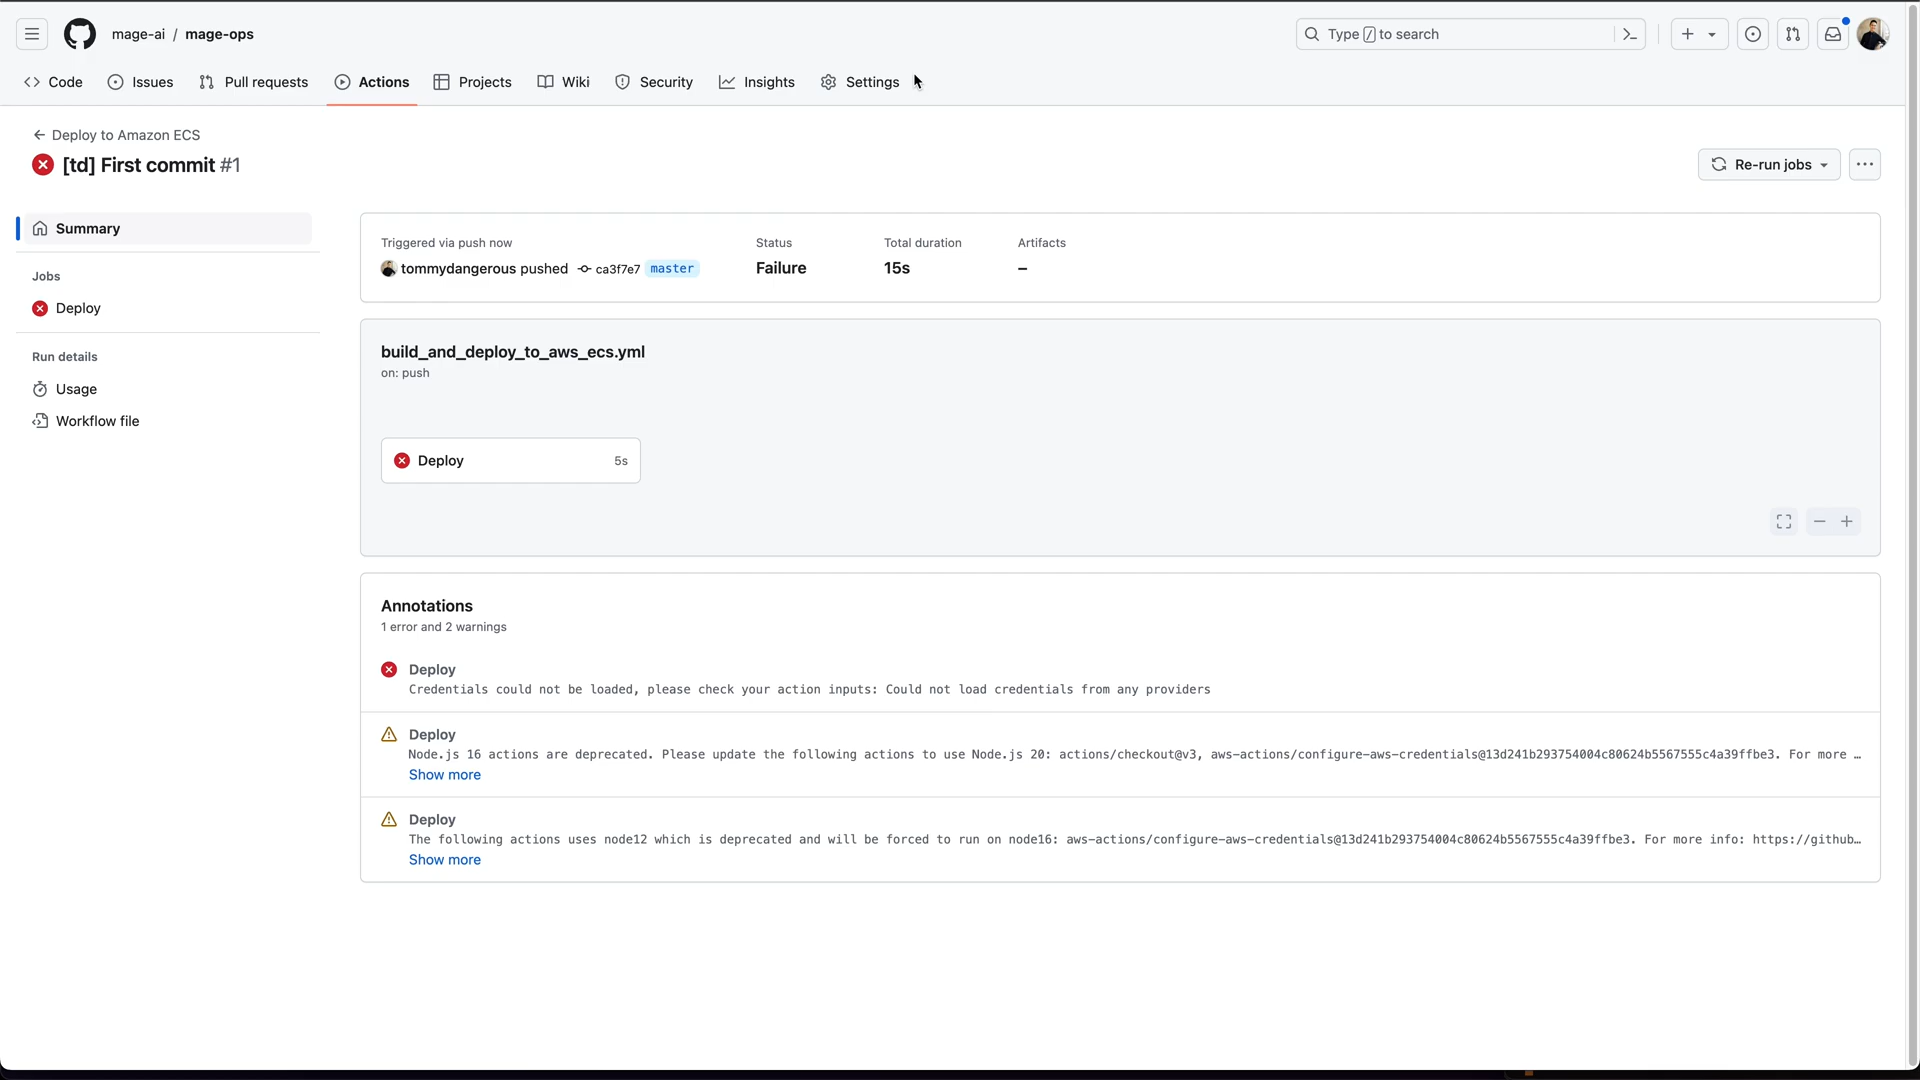 mage-ai / mage-ops
Type / to search
Code Issues Pull requests Actions Projects Wiki Security Insights Settings
Deploy to Amazon ECS
[td] First commit #1
Re-run jobs
Summary
Jobs
Deploy
Run details
Usage
Workflow file
Triggered via push now
tommydangerous pushed ca3f7e7 master
Status
Failure
Total duration
15s
Artifacts
–
build_and_deploy_to_aws_ecs.yml
on: push
Deploy 5s
Annotations
1 error and 2 warnings
Deploy
Credentials could not be loaded, please check your action inputs: Could not load credentials from any providers
Deploy
Node.js 16 actions are deprecated. Please update the following actions to use Node.js 20: actions/checkout@v3, aws-actions/configure-aws-credentials@13d241b293754004c80624b5567555c4a39ffbe3. For more …
Show more
Deploy
The following actions uses node12 which is deprecated and will be forced to run on node16: aws-actions/configure-aws-credentials@13d241b293754004c80624b5567555c4a39ffbe3. For more info: https://github…
Show more